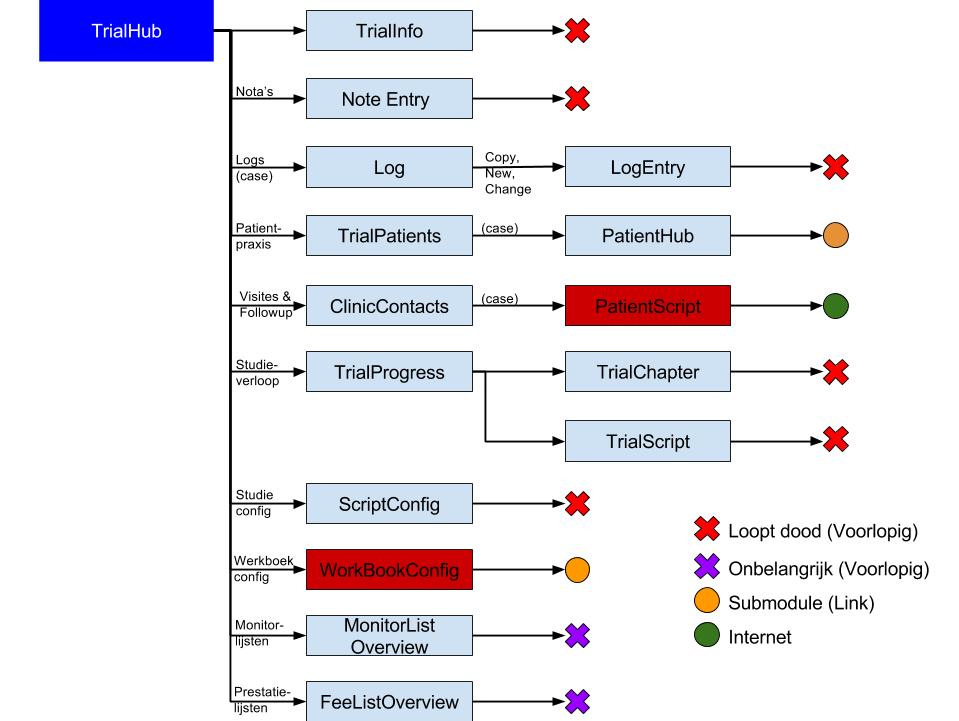 TrialHub
TrialInfo
Nota's
Note Entry
Logs
(case)
Log
Copy,
New,
Change
LogEntry
Patient-
praxis
TrialPatients
(case)
PatientHub
Visites &
Followup
ClinicContacts
(case)
PatientScript
Studie-
verloop
TrialProgress
TrialChapter
TrialScript
Studie
config
ScriptConfig
Werkboek
config
WorkBookConfig
Monitor-
lijsten
MonitorList
Overview
Prestatie-
lijsten
FeeListOverview
Loopt dood (Voorlopig)
Onbelangrijk (Voorlopig)
Submodule (Link)
Internet